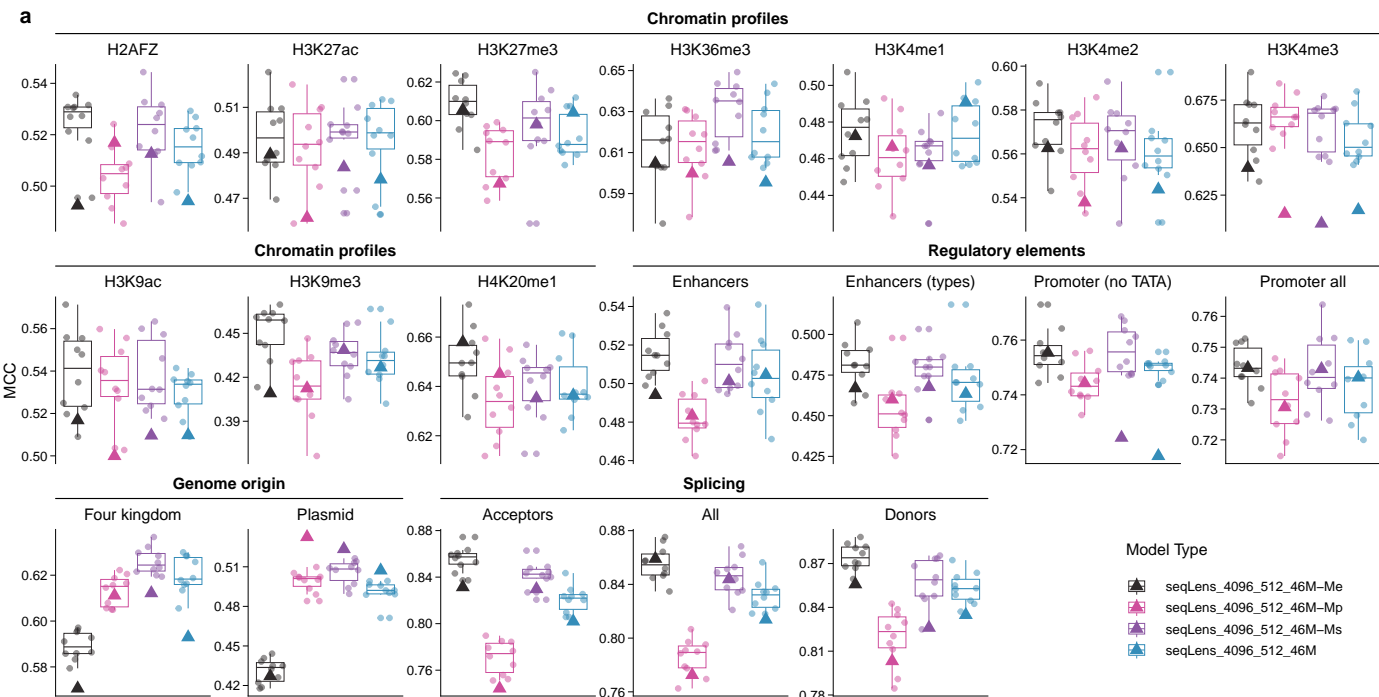 a
Chromatin profiles
H2AFZ H3K27ac H3K27me3 H3K36me3 H3K4me1 H3K4me2 H3K4me3
0.54 0.52 0.50
0.51 0.49 0.47
0.62 0.60 0.58 0.56
0.65 0.63 0.61 0.59
0.50 0.48 0.46 0.44
0.60 0.58 0.56 0.54 0.52
0.675 0.650 0.625
Chromatin profiles Regulatory elements
H3K9ac H3K9me3 H4K20me1 Enhancers Enhancers (types) Promoter (no TATA) Promoter all
MCC
0.56 0.54 0.52 0.50
0.45 0.42 0.39
0.66 0.64 0.62
0.54 0.52 0.50 0.48 0.46
0.500 0.475 0.450 0.425
0.76 0.74 0.72
0.76 0.74 0.73 0.72
Genome origin Splicing
Four kingdom Plasmid Acceptors All Donors
0.62 0.60 0.58
0.51 0.48 0.45 0.42
0.88 0.84 0.80 0.76
0.88 0.84 0.80 0.76
0.87 0.84 0.81 0.78
Model Type
seqLens_4096_512_46M−Me
seqLens_4096_512_46M−Mp
seqLens_4096_512_46M−Ms
seqLens_4096_512_46M